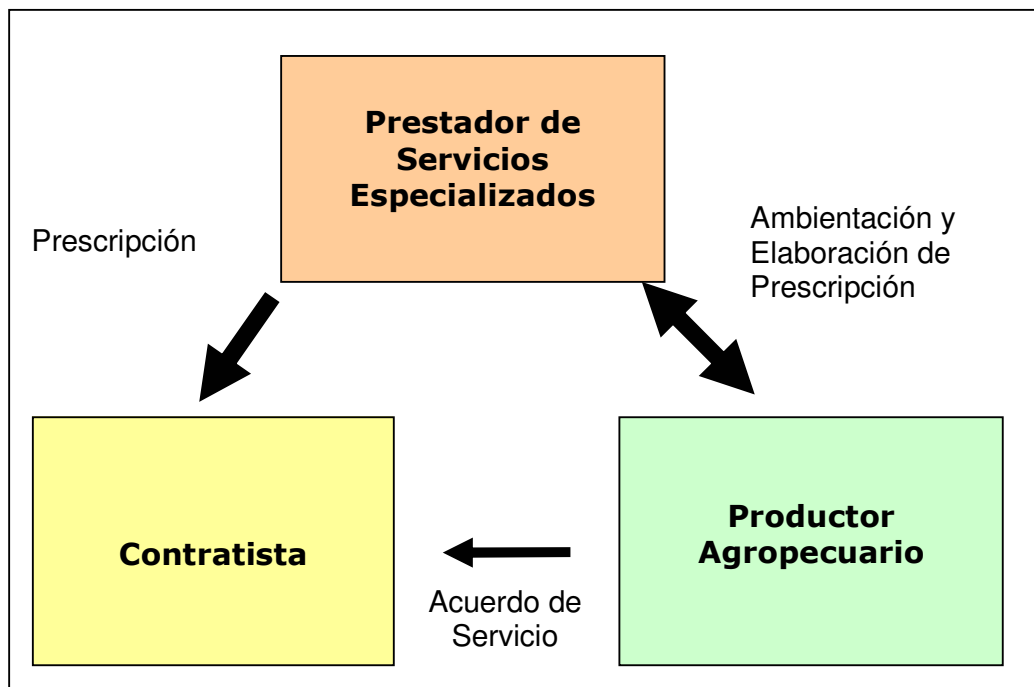 Prestador de
Servicios
Especializados
Prescripción
Ambientación y
Elaboración de
Prescripción
Contratista
Productor
Agropecuario
Acuerdo de
Servicio